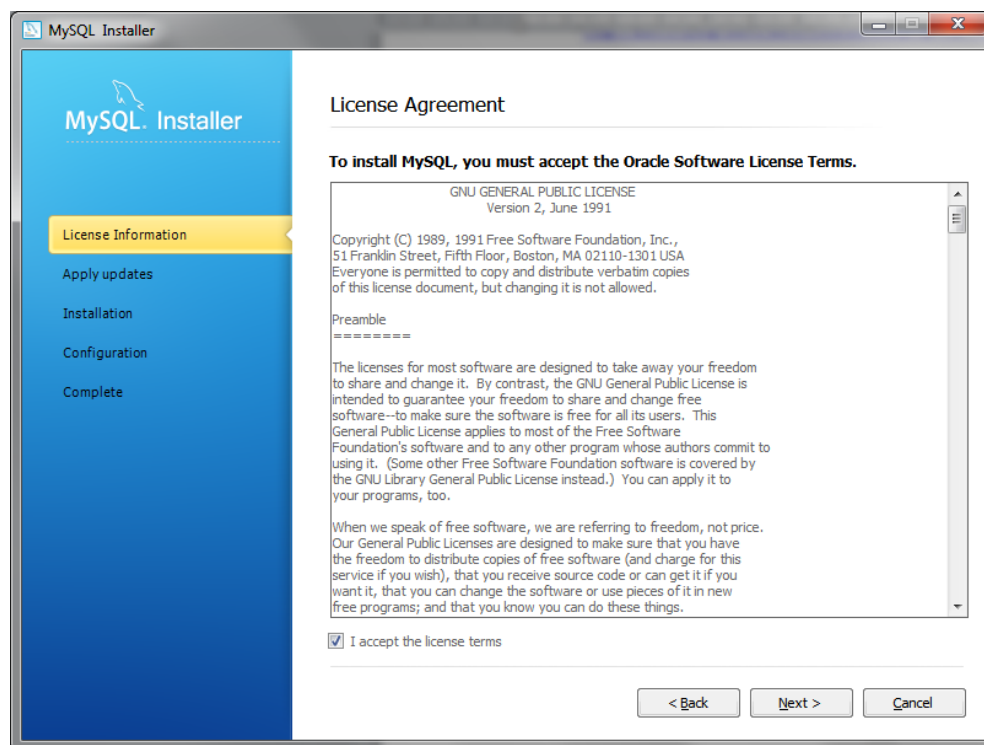 MySQL Installer
MySQL. Installer
License Information
Apply updates
Installation
Configuration
Complete
License Agreement
To install MySQL, you must accept the Oracle Software License Terms.
GNU GENERAL PUBLIC LICENSE
Version 2, June 1991
Copyright (C) 1989, 1991 Free Software Foundation, Inc.,
51 Franklin Street, Fifth Floor, Boston, MA 02110-1301 USA
Everyone is permitted to copy and distribute verbatim copies
of this license document, but changing it is not allowed.
Preamble
========
The licenses for most software are designed to take away your freedom
to share and change it. By contrast, the GNU General Public License is
intended to guarantee your freedom to share and change free
software--to make sure the software is free for all its users. This
General Public License applies to most of the Free Software
Foundation's software and to any other program whose authors commit to
using it. (Some other Free Software Foundation software is covered by
the GNU Library General Public License instead.) You can apply it to
your programs, too.
When we speak of free software, we are referring to freedom, not price.
Our General Public Licenses are designed to make sure that you have
the freedom to distribute copies of free software (and charge for this
service if you wish), that you receive source code or can get it if you
want it, that you can change the software or use pieces of it in new
free programs; and that you know you can do these things.
I accept the license terms
< Back
Next >
Cancel